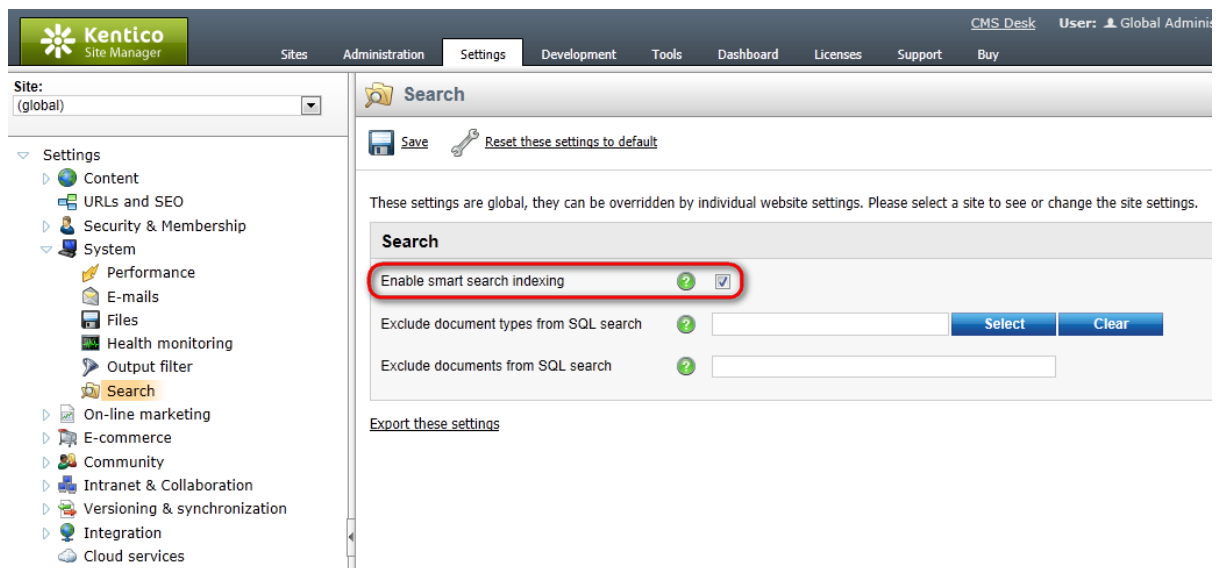 CMS Desk User: Global Adminis
Kentico
Site Manager
Sites Administration Settings Development Tools Dashboard Licenses Support Buy
Site:
(global)
Search
Save Reset these settings to default
Settings
Content
URLs and SEO
Security & Membership
System
Performance
E-mails
Files
Health monitoring
Output filter
Search
On-line marketing
E-commerce
Community
Intranet & Collaboration
Versioning & synchronization
Integration
Cloud services
These settings are global, they can be overridden by individual website settings. Please select a site to see or change the site settings.
Search
Enable smart search indexing
Exclude document types from SQL search Select Clear
Exclude documents from SQL search
Export these settings